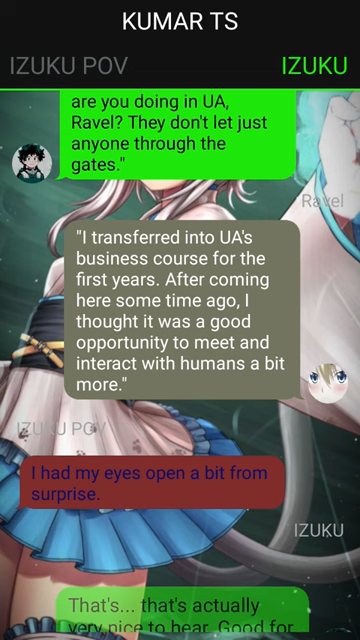 KUMAR TS
IZUKU POV
IZUKU
are you doing in UA,
Ravel? They don't let just
anyone through the
gates."
Ravel
"I transferred into UA's
business course for the
first years. After coming
here some time ago, I
thought it was a good
opportunity to meet and
interact with humans a bit
more."
IZUKU POV
I had my eyes open a bit from
surprise.
IZUKU
That's... that's actually
very nice to hear. Good for